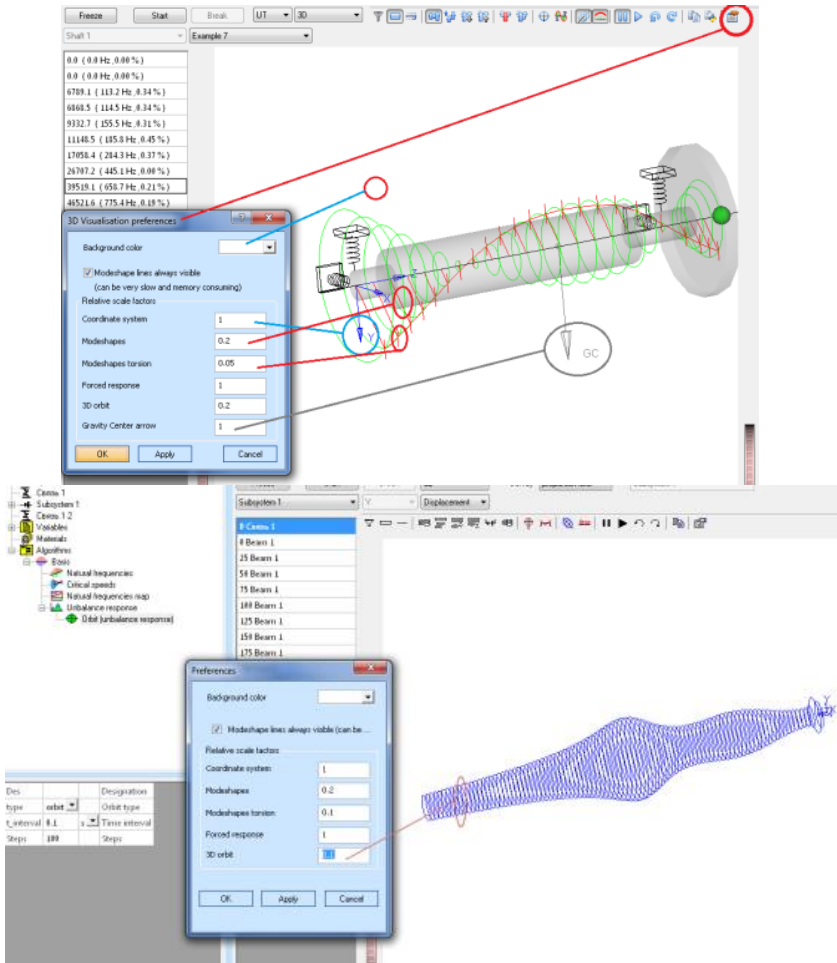 Freeze Start Break UT 3D
Shaft 1 Example 7
0.0 ( 0.0 Hz ,0.00 % )
0.0 ( 0.0 Hz ,0.00 % )
6789.1 ( 113.2 Hz ,0.34 % )
6868.5 ( 114.5 Hz ,0.34 % )
9332.7 ( 155.5 Hz ,0.31 % )
11148.5 ( 185.8 Hz ,0.45 % )
17058.4 ( 284.3 Hz ,0.37 % )
26707.2 ( 445.1 Hz ,0.00 % )
39519.1 ( 658.7 Hz ,0.21 % )
46521.6 ( 775.4 Hz ,0.19 % )
3D Visualisation preferences
Background color
Modeshape lines always visible
(can be very slow and memory consuming)
Relative scale factors
Coordinate system 1
Modeshapes 0.2
Modeshapes torsion 0.05
Forced response 1
3D orbit 0.2
Gravity Center arrow 1
OK Apply Cancel
Z
X
Y
GC
Связь 1
Subsystem 1
Связь 1 2
Variables
Materials
Algorithms
Basic
Natural frequencies
Critical speeds
Natural frequencies map
Unbalance response
Orbit (unbalance response)
Subsystem 1 Y Displacement
0 Связь 1
0 Beam 1
25 Beam 1
50 Beam 1
75 Beam 1
100 Beam 1
125 Beam 1
150 Beam 1
175 Beam 1
Preferences
Background color
Modeshape lines always visible (can be ...
Relative scale factors
Coordinate system 1
Modeshapes 0.2
Modeshapes torsion 0.1
Forced response 1
3D orbit
OK Apply Cancel
Y
X
Des Designation
type orbit Orbit type
t_interval 0.1 s Time interval
Steps 100 Steps